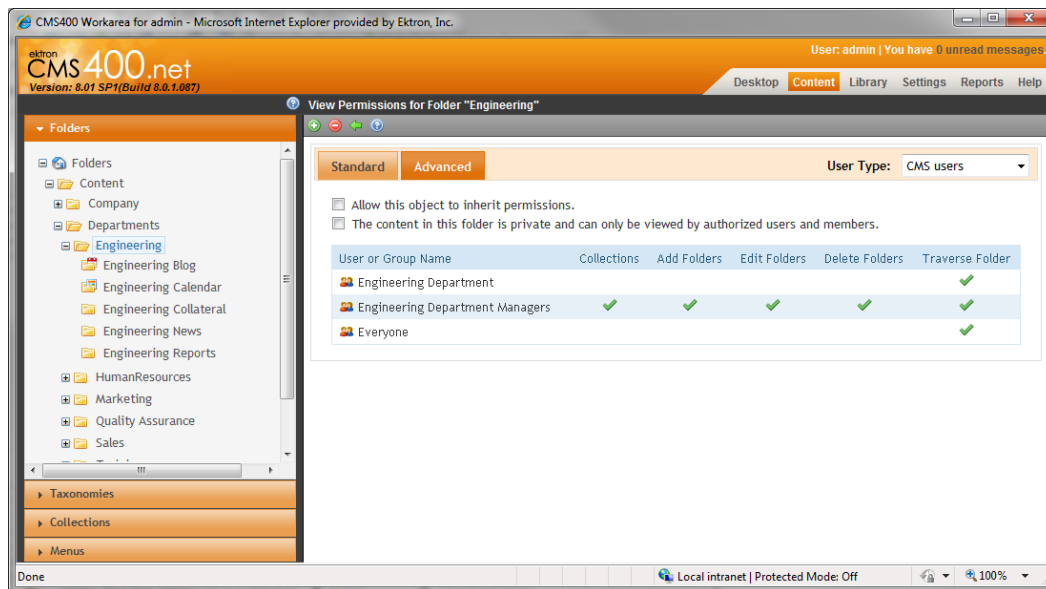 CMS400 Workarea for admin - Microsoft Internet Explorer provided by Ektron, Inc.
User: admin | You have 0 unread messages
ektron
CMS400.net
Version: 8.01 SP1(Build 8.0.1.087)
Desktop Content Library Settings Reports Help
View Permissions for Folder "Engineering"
Folders
Folders
Content
Company
Departments
Engineering
Engineering Blog
Engineering Calendar
Engineering Collateral
Engineering News
Engineering Reports
HumanResources
Marketing
Quality Assurance
Sales
Taxonomies
Collections
Menus
Standard Advanced
User Type: CMS users
Allow this object to inherit permissions.
The content in this folder is private and can only be viewed by authorized users and members.
User or Group Name Collections Add Folders Edit Folders Delete Folders Traverse Folder
Engineering Department
Engineering Department Managers
Everyone
Done
Local intranet | Protected Mode: Off
100%